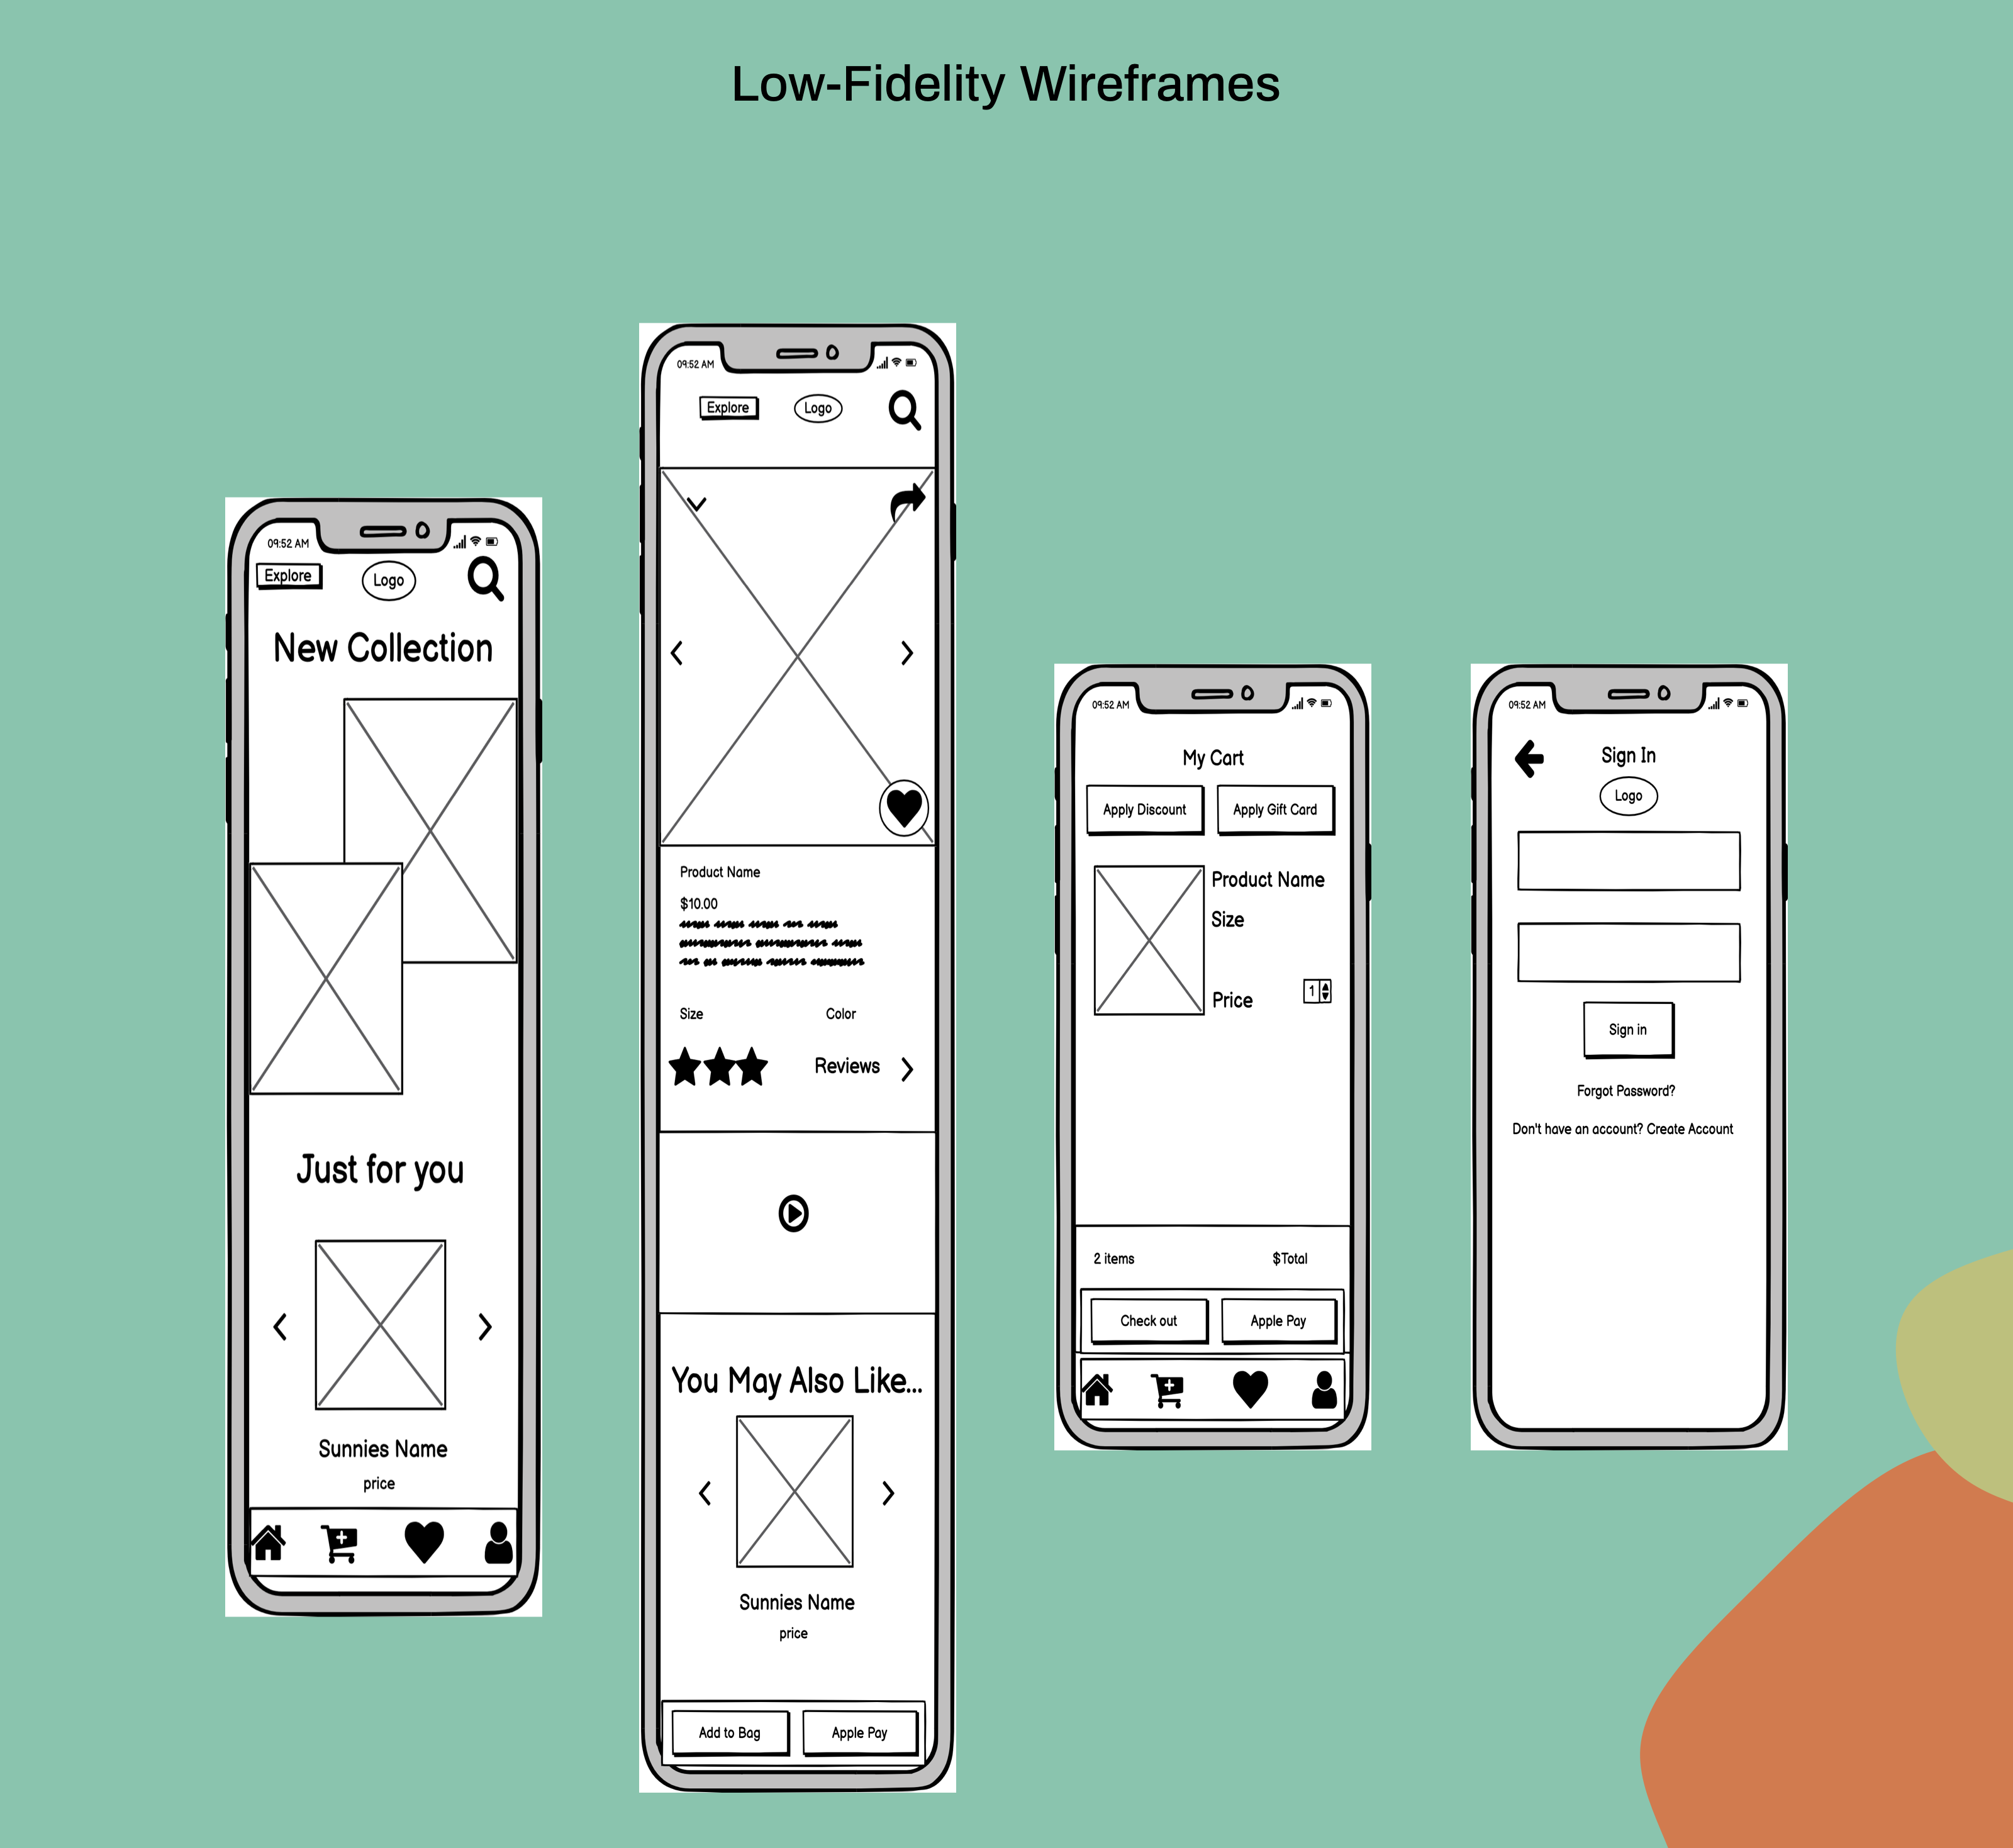 Low-Fidelity Wireframes
09:52 AM
Explore
Logo
New Collection
Just for you
Sunnies Name
price
09:52 AM
Explore
Logo
Product Name
$10.00
Size Color
Reviews
You May Also Like...
Sunnies Name
price
Add to Bag Apple Pay
09:52 AM
My Cart
Apply Discount Apply Gift Card
Product Name
Size
Price 1
2 items $Total
Check out Apple Pay
09:52 AM
Sign In
Logo
Sign in
Forgot Password?
Don't have an account? Create Account